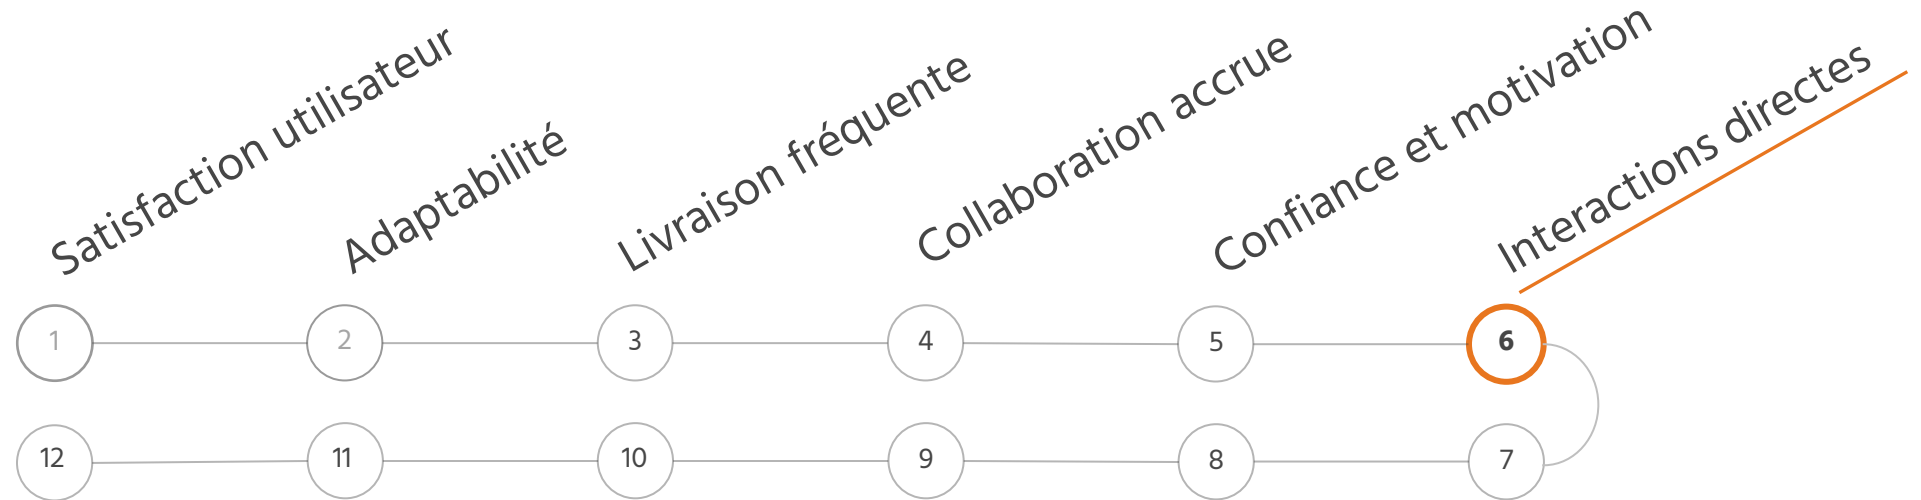 Satisfaction utilisateur
Adaptabilité
Livraison fréquente
Collaboration accrue
Confiance et motivation
Interactions directes
1
2
3
4
5
6
12
11
10
9
8
7